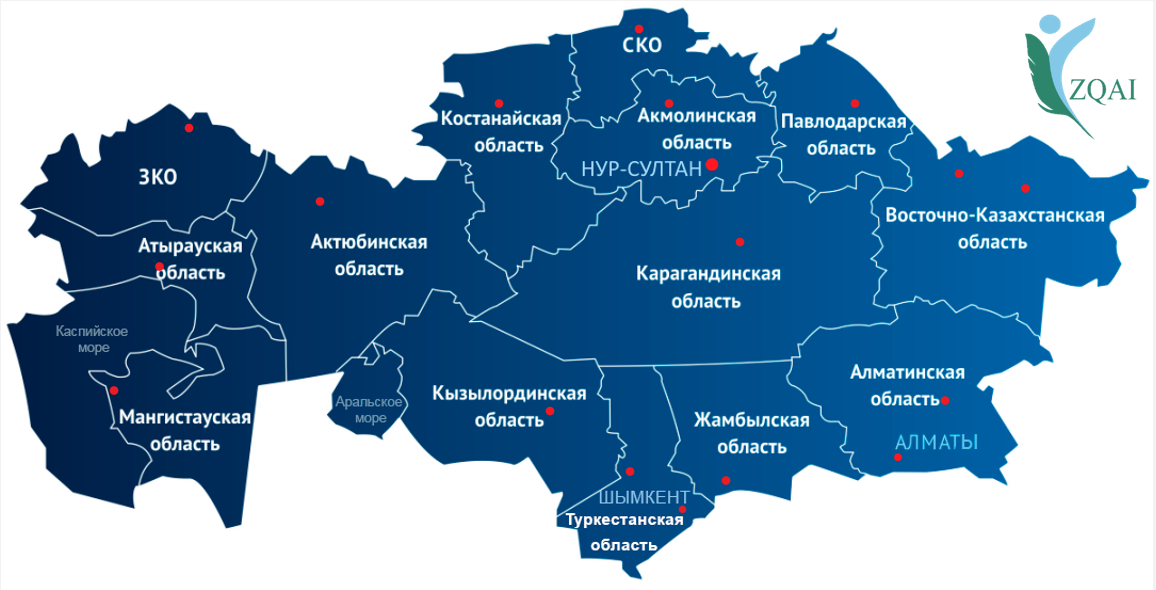 СКО
ZQAI
Костанайская
область
Акмолинская
область
Павлодарская
область
НУР-СУЛТАН
ЗКО
Восточно-Казахстанская
область
Атырауская
область
Актюбинская
область
Карагандинская
область
Каспийское
море
Алматинская
область
Кызылординская
область
Аральское
море
Мангистауская
область
Жамбылская
область
АЛМАТЫ
ШЫМКЕНТ
Туркестанская
область